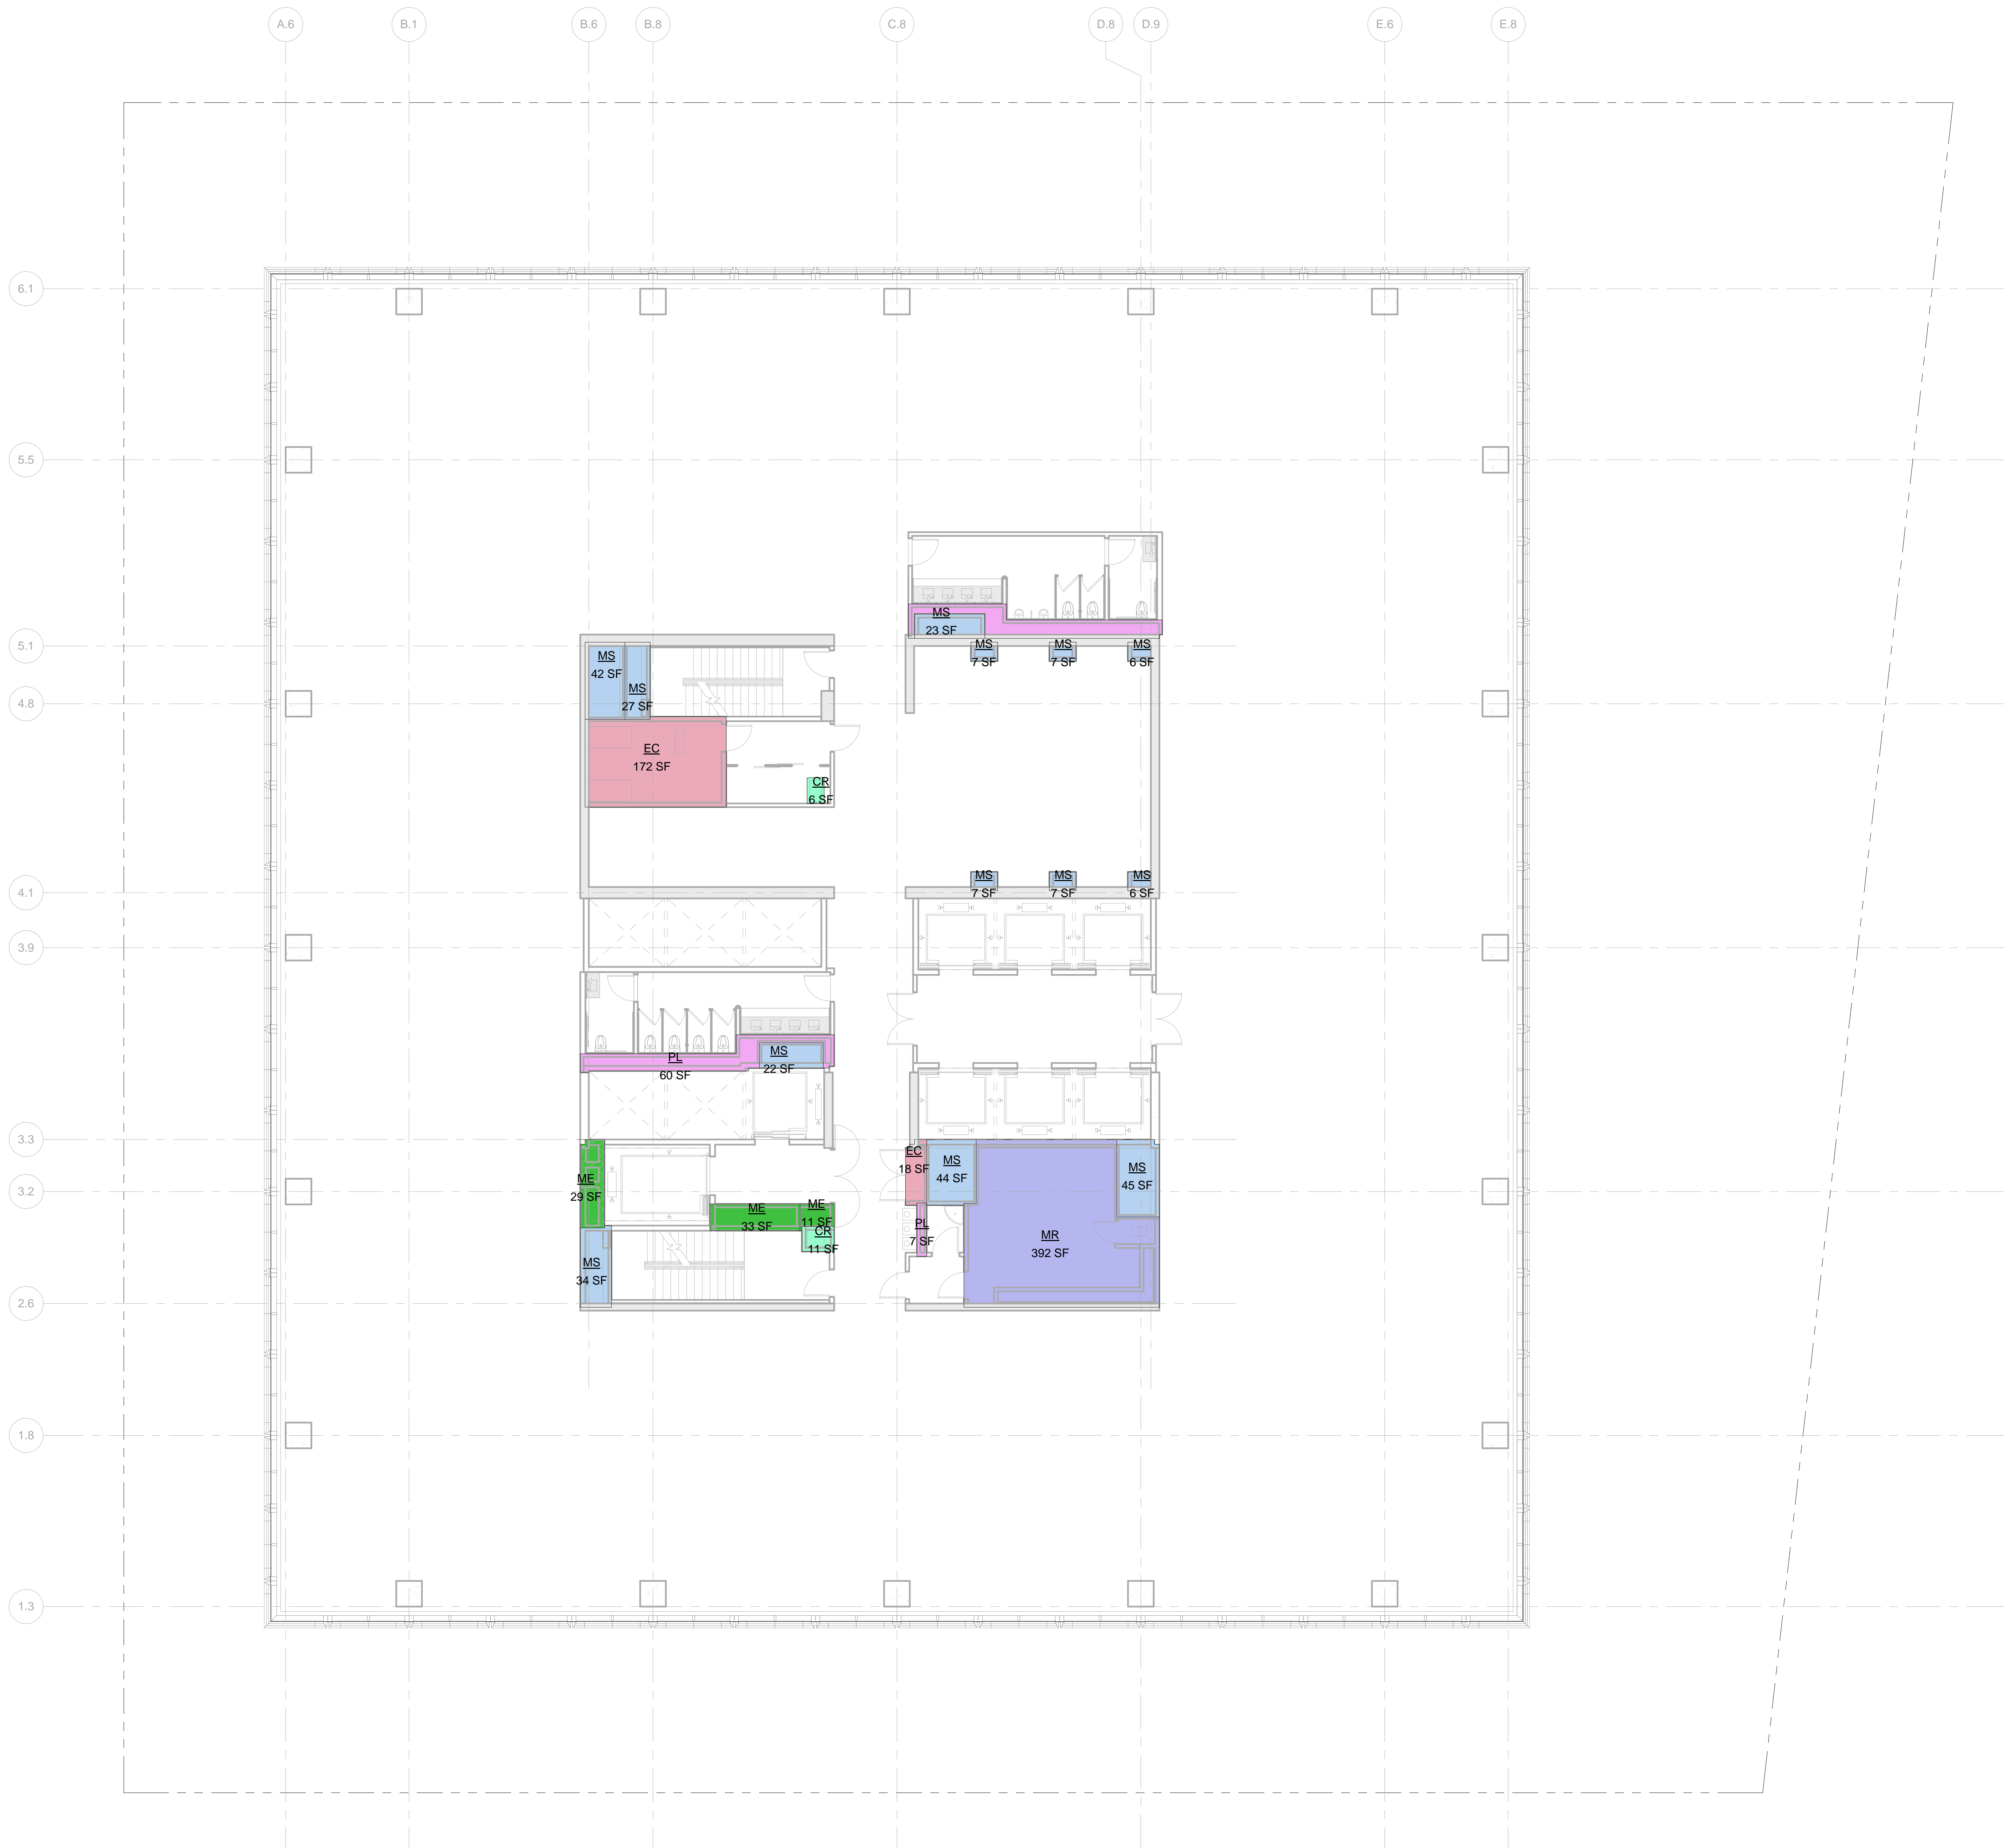 A.6
B.1
B.6
B.8
C.8
D.8
D.9
E.6
E.8
6.1
5.5
5.1
4.8
4.1
3.9
3.3
3.2
2.6
1.8
1.3
MS
23 SF
MS
7 SF
MS
7 SF
MS
6 SF
MS
42 SF
MS
27 SF
EC
172 SF
CR
6 SF
MS
7 SF
MS
7 SF
MS
6 SF
PL
60 SF
MS
22 SF
ME
29 SF
ME
33 SF
ME
11 SF
CR
11 SF
MS
34 SF
EC
18 SF
MS
44 SF
MS
45 SF
PL
7 SF
MR
392 SF